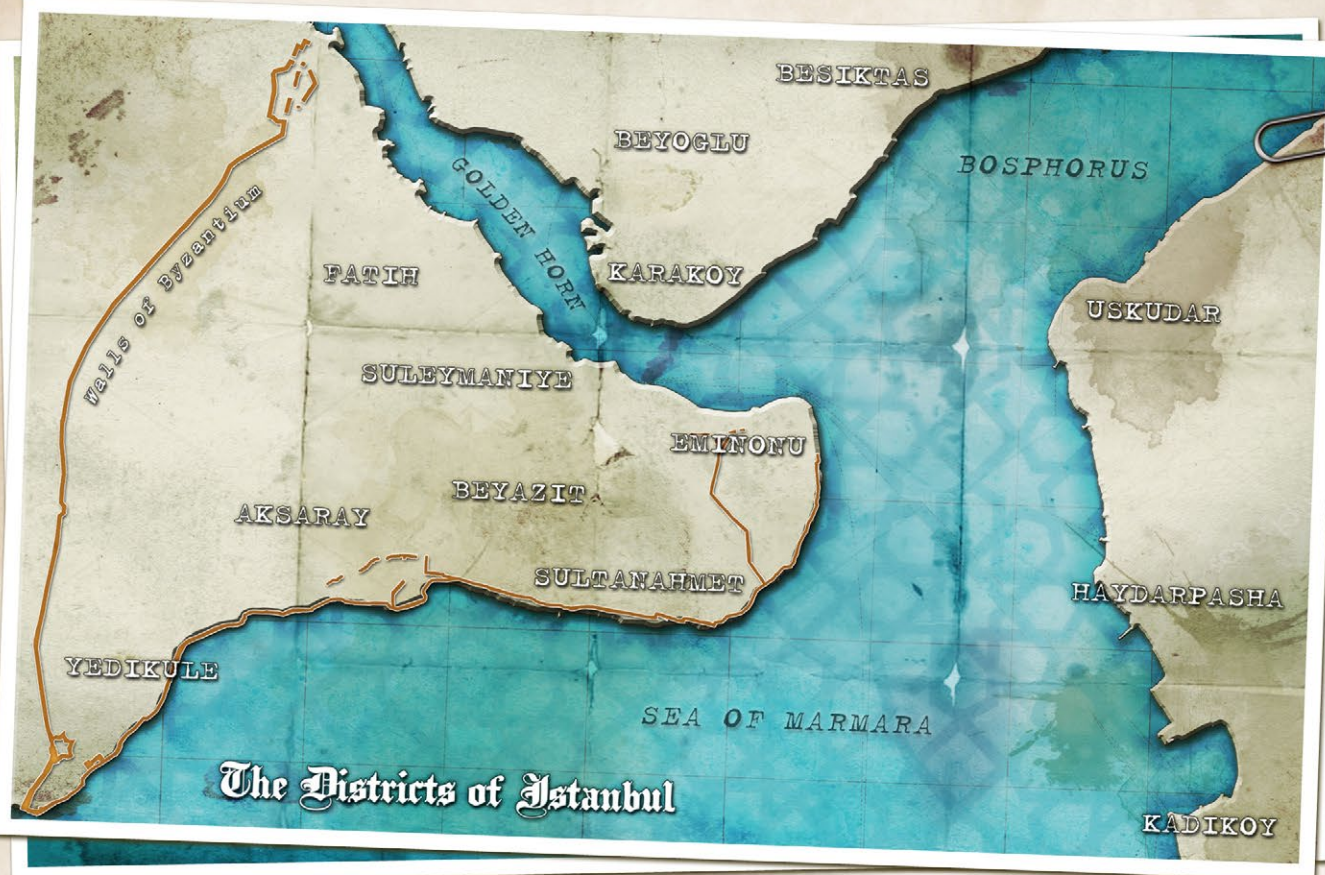 BESIKTAS
BEYOGLU
BOSPHORUS
GOLDEN HORN
Walls of Byzantium
FATIH
KARAKOY
USKUDAR
SULEYMANIYE
EMINONU
BEYAZIT
AKSARAY
SULTANAHMET
HAYDARPASHA
YEDIKULE
SEA OF MARMARA
The Districts of Istanbul
KADIKOY